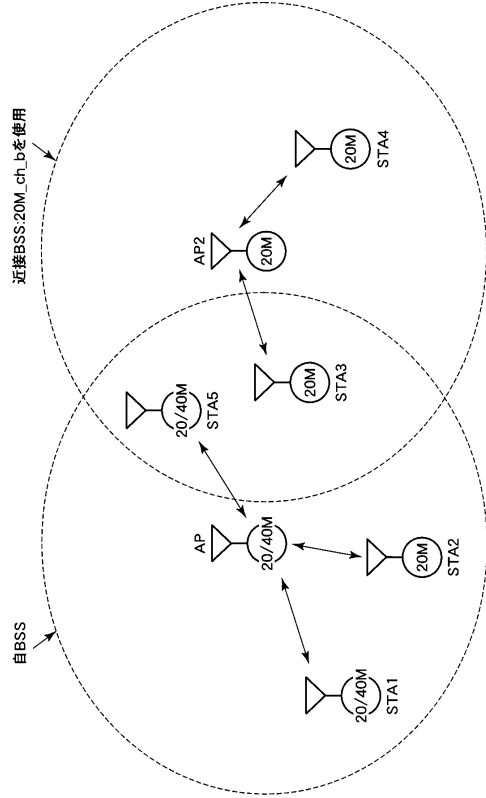 自BSS
近接BSS:20M_ch_bを使用
AP
20/40M
STA5
20/40M
AP2
20M
STA4
20M
STA3
20M
STA1
20/40M
STA2
20M